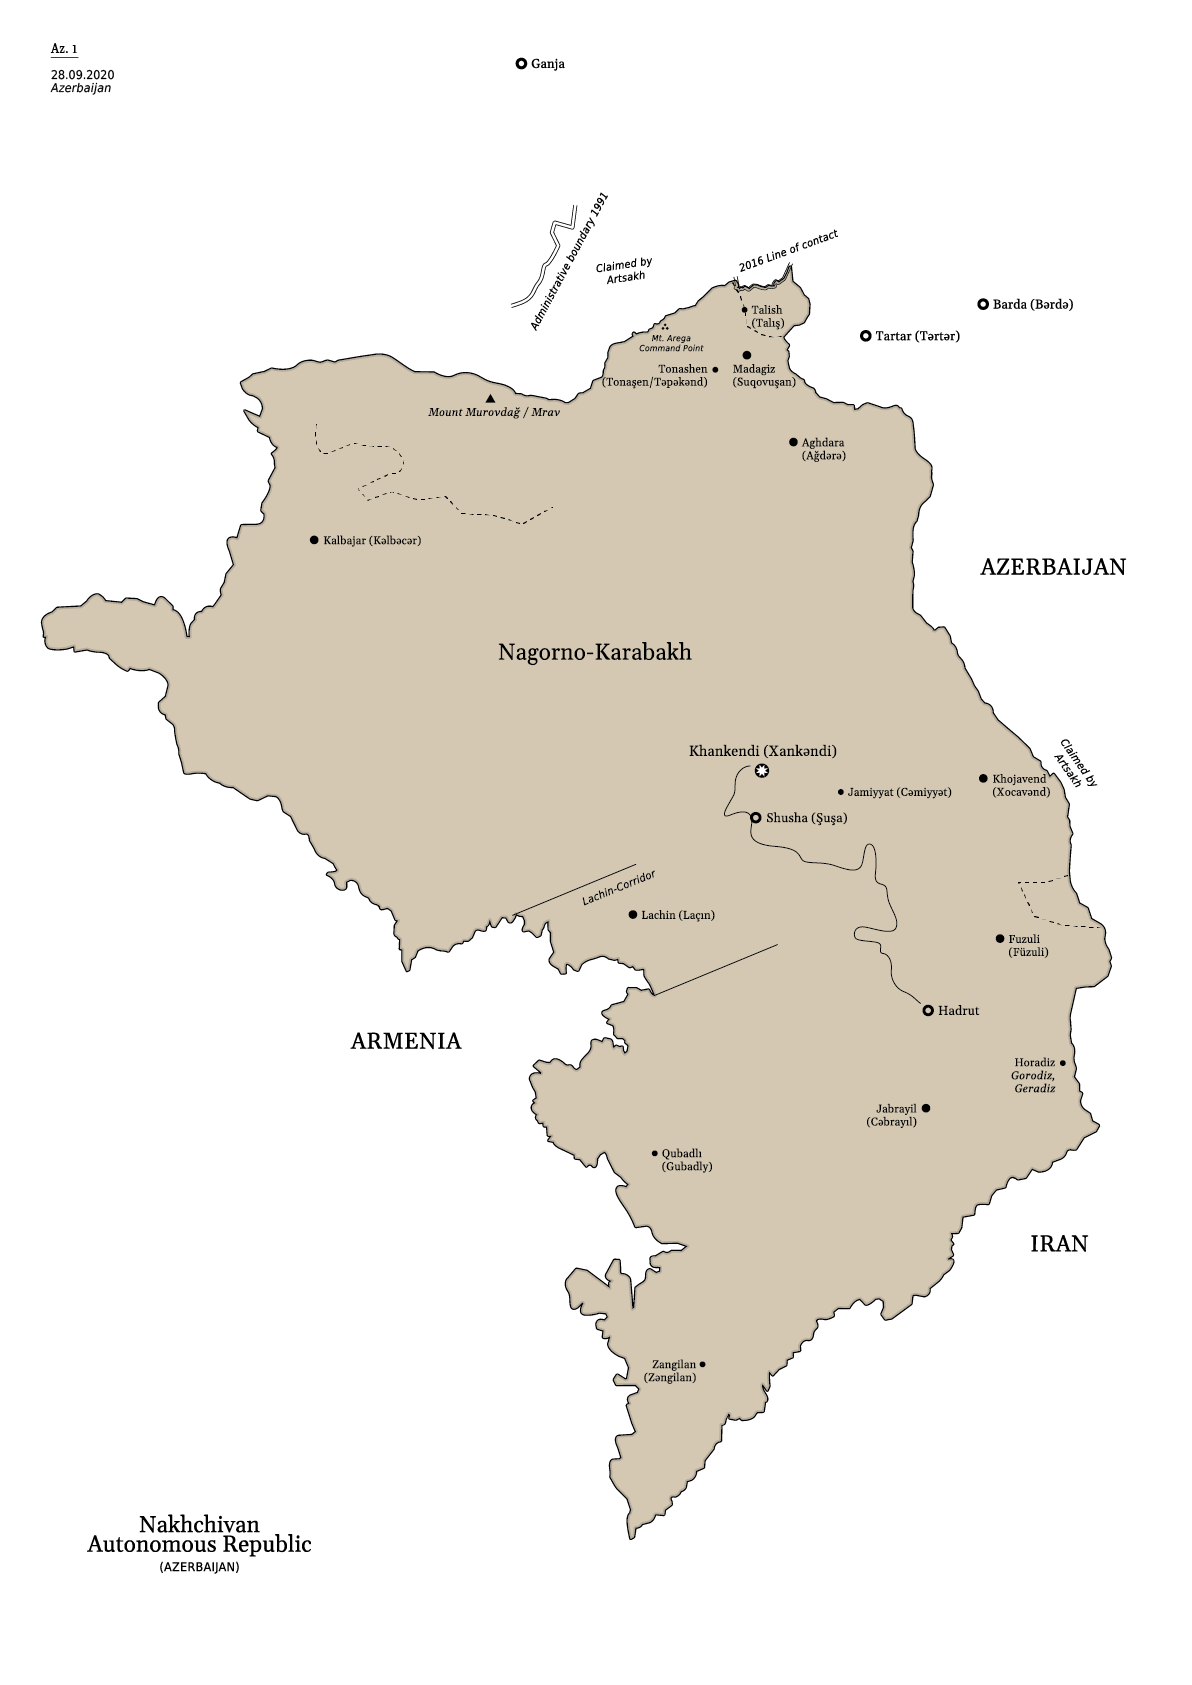 Az. 1
28.09.2020
Azerbaijan
Ganja
Administrative boundary 1991
Claimed by
Artsakh
2016 Line of contact
Barda (Bərdə)
Talish
(Talış)
Tartar (Tərtər)
Mt. Arega
Command Point
Tonashen
(Tonaşen/Təpəkənd)
Madagiz
(Suqovuşan)
Mount Murovdağ / Mrav
Aghdara
(Ağdərə)
Kalbajar (Kəlbəcər)
AZERBAIJAN
Nagorno-Karabakh
Khankendi (Xankəndi)
Claimed by
Artsakh
Khojavend
(Xocavənd)
Jamiyyat (Cəmiyyət)
Shusha (Şuşa)
Lachin-Corridor
Lachin (Laçın)
Fuzuli
(Füzuli)
Hadrut
ARMENIA
Horadiz
Gorodiz,
Geradiz
Jabrayil
(Cəbrayıl)
Qubadlı
(Gubadly)
IRAN
Zangilan
(Zəngilan)
Nakhchivan
Autonomous Republic
(AZERBAIJAN)